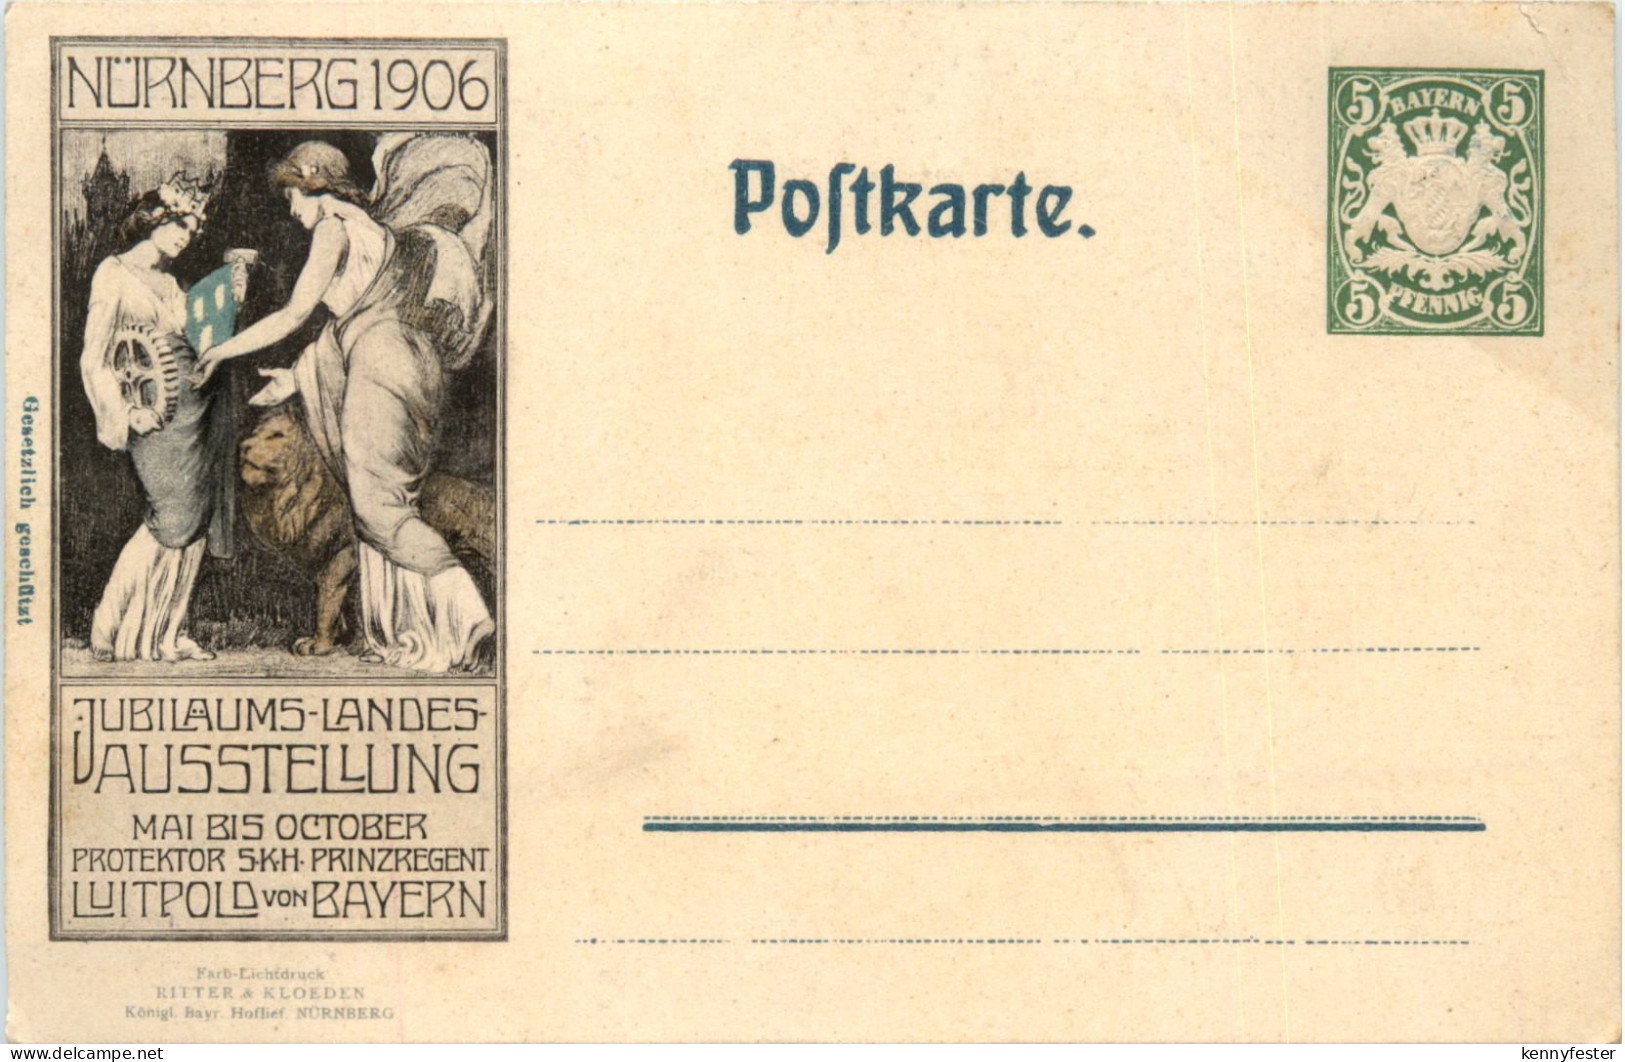 NÜRNBERG 1906
JUBILÄUMS-LANDES-
AUSSTELLUNG
MAI BIS OCTOBER
PROTEKTOR S·K·H· PRINZREGENT
LUITPOLD VON BAYERN
Gesetzlich geschützt
Farb-Lichtdruck
RITTER & KLOEDEN
Königl. Bayr. Hoflief. NÜRNBERG
Poſtkarte.
5 BAYERN 5
5 PFENNIG 5
delcampe.net
kennyfester